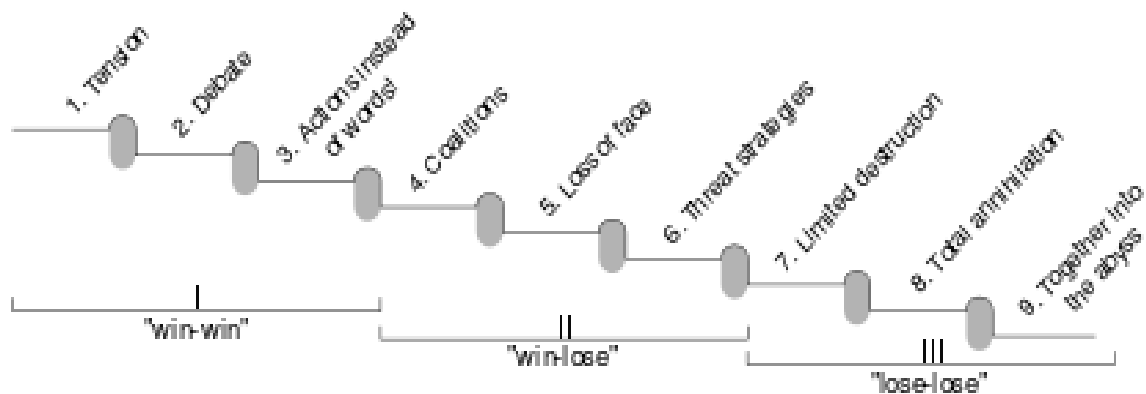 1. Tension
2. Debate
3. Actions instead
of words!
4. Coalitions
5. Loss of face
6. Threat strategies
7. Limited destruction
8. Total annihilation
9. Together into
the abyss
I
"win-win"
II
"win-lose"
III
"lose-lose"